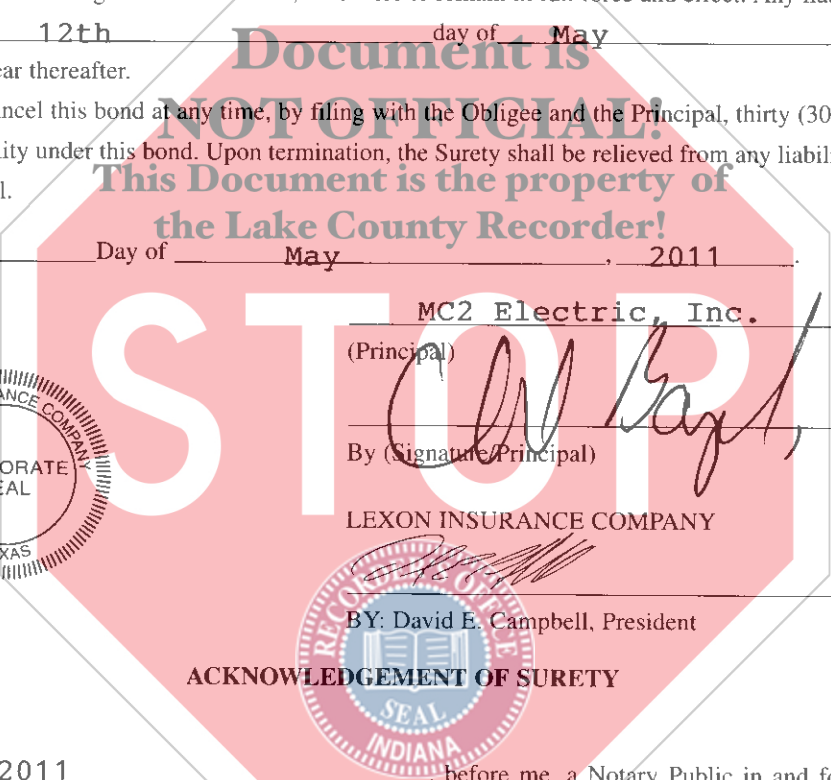 12th day of May
Document is
ear thereafter.
ncel this bond at any time, by filing with the Obligee and the Principal, thirty (30
NOT OFFICIAL!
lity under this bond. Upon termination, the Surety shall be relieved from any liabili
This Document is the property of
l.
the Lake County Recorder!
Day of May , 2011 .
STOP
MC2 Electric, Inc.
(Principal)
By (Signature/Principal)
ANCE COMPANY
ORATE
EAL
XAS
LEXON INSURANCE COMPANY
BY: David E. Campbell, President
RECORDER'S OFFICE
SEAL
INDIANA
ACKNOWLEDGEMENT OF SURETY
2011 , before me, a Notary Public in and fo